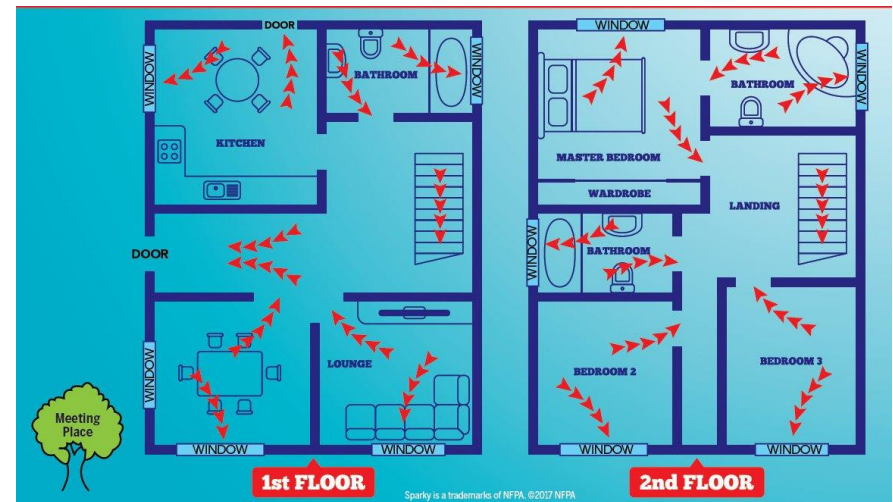 DOOR
WINDOW
WINDOW
BATHROOM
KITCHEN
DOOR
WINDOW
LOUNGE
WINDOW
WINDOW
Meeting
Place
1st FLOOR
WINDOW
WINDOW
BATHROOM
MASTER BEDROOM
WARDROBE
LANDING
WINDOW
BATHROOM
BEDROOM 2
BEDROOM 3
WINDOW
WINDOW
2nd FLOOR
Sparky is a trademarks of NFPA. ©2017 NFPA